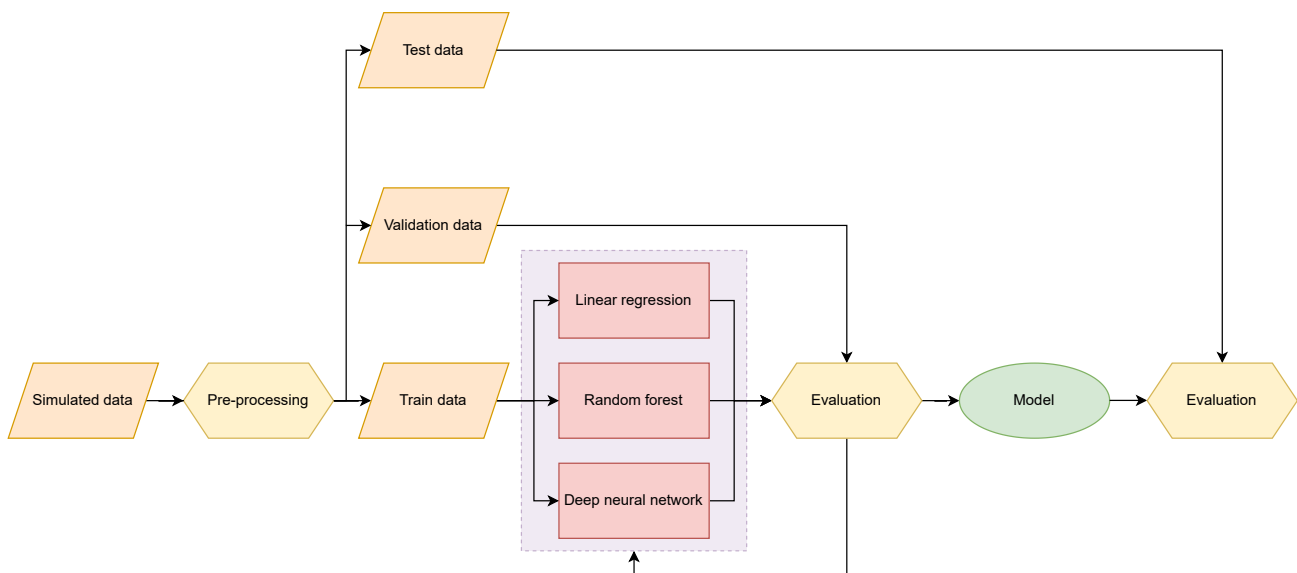 Test data
Validation data
Linear regression
Simulated data
Pre-processing
Train data
Random forest
Evaluation
Model
Evaluation
Deep neural network